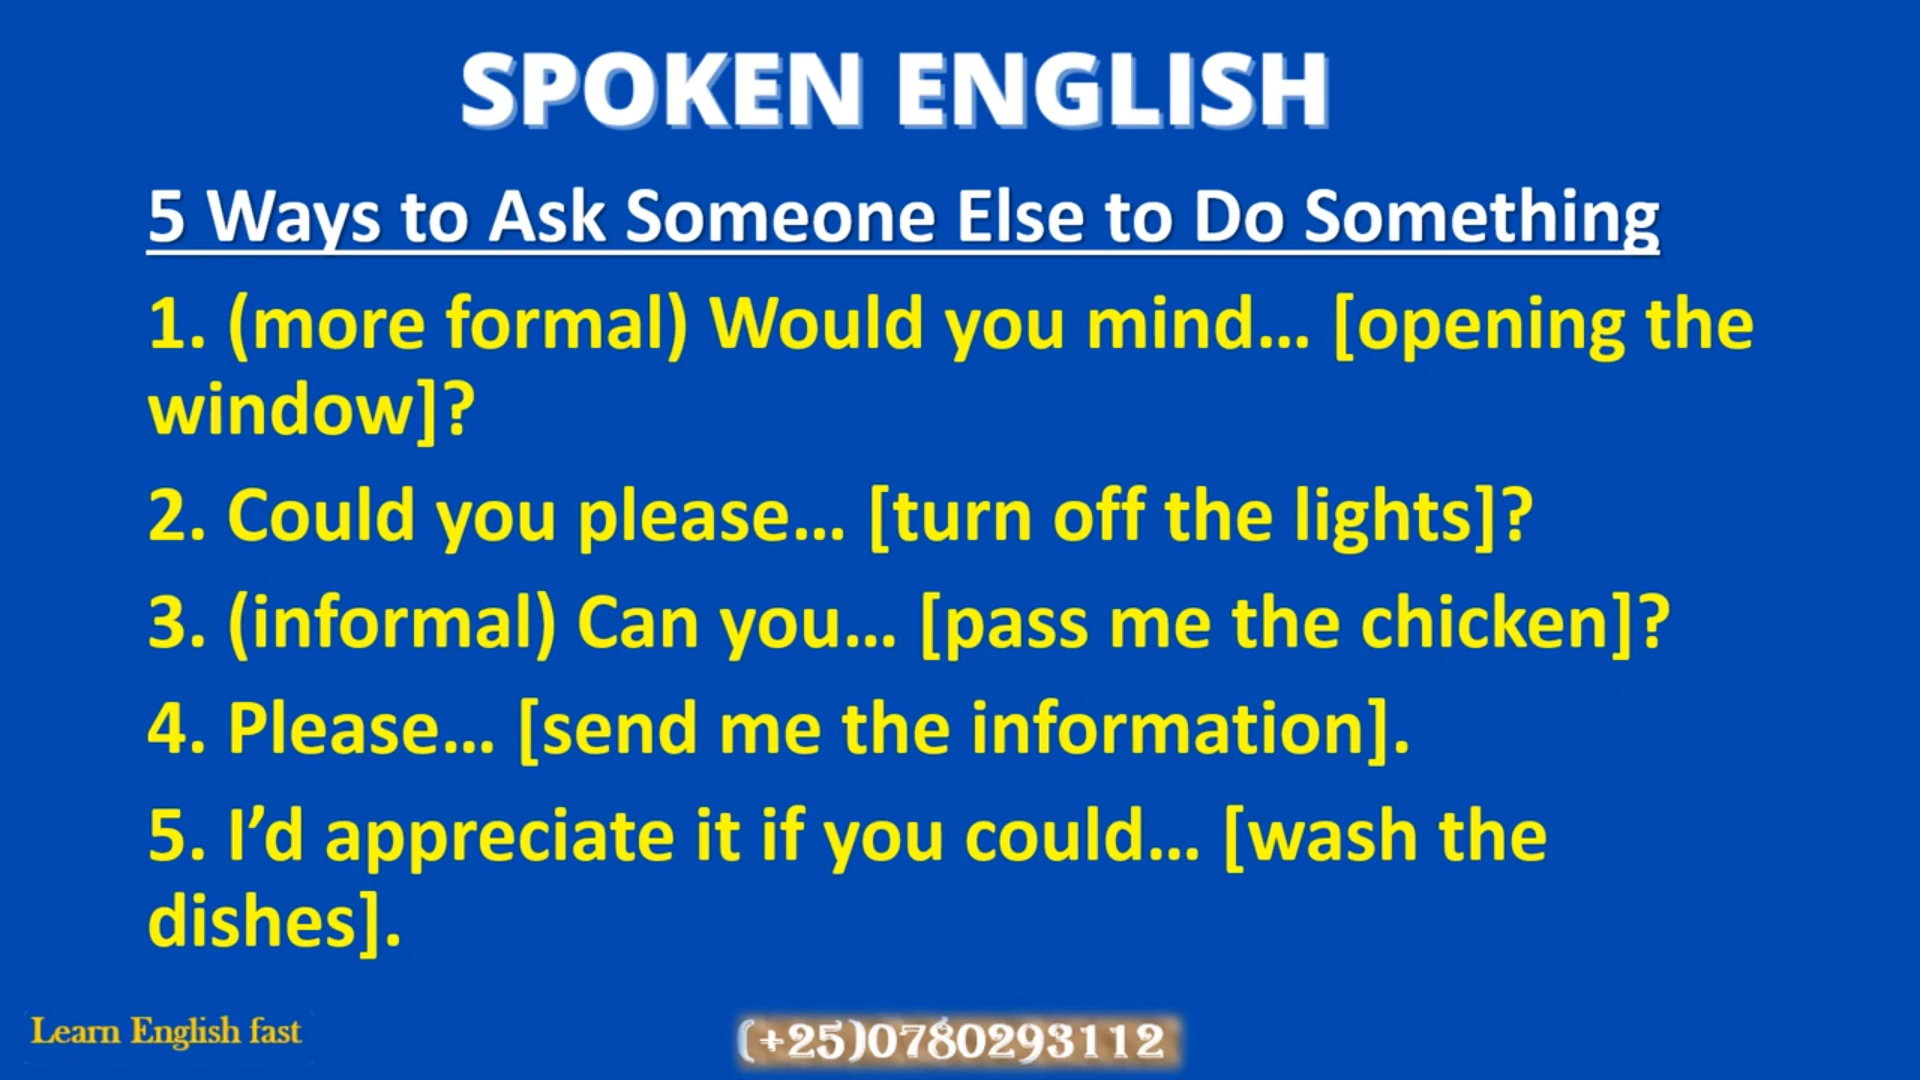 SPOKEN ENGLISH
5 Ways to Ask Someone Else to Do Something
1. (more formal) Would you mind... [opening the
window]?
2. Could you please... [turn off the lights]?
3. (informal) Can you... [pass me the chicken]?
4. Please... [send me the information].
5. I’d appreciate it if you could... [wash the
dishes].
Learn English fast
(+25)0780293112